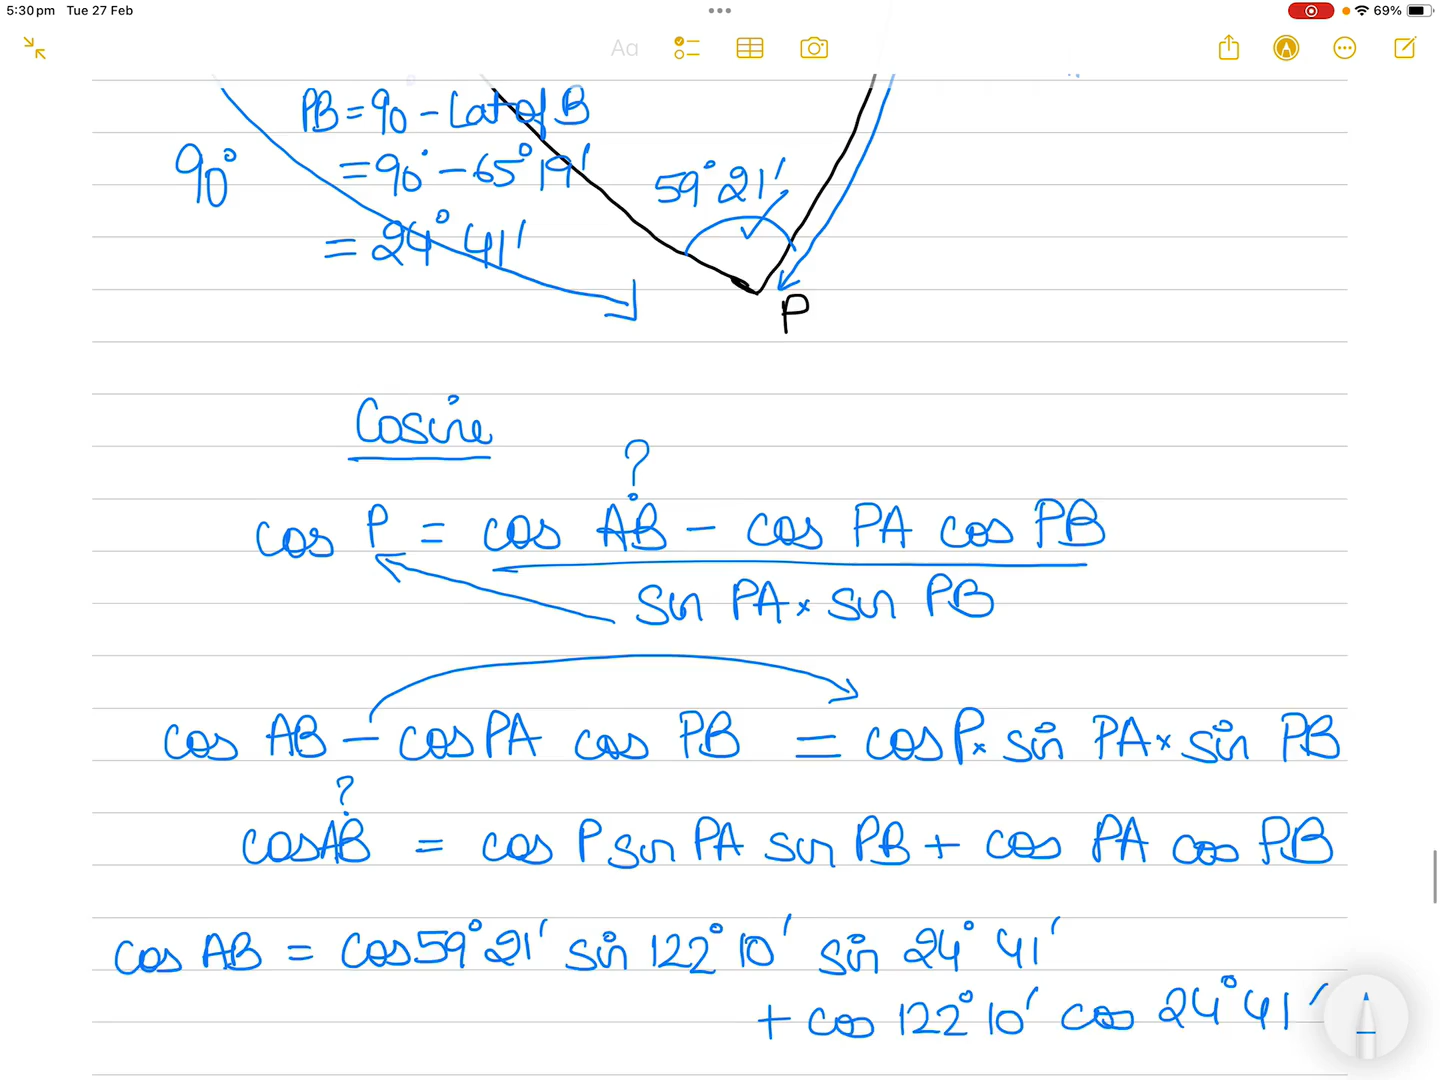 5:30 pm Tue 27 Feb
69%
Aa
PB = 90 - Lat of B
90°
= 90° - 65° 19'
59° 21'
= 24° 41'
P
Cosine
?
cos P = cos AB - cos PA cos PB
sin PA × sin PB
cos AB - cos PA cos PB = cos P × sin PA × sin PB
?
cos AB = cos P sin PA sin PB + cos PA cos PB
cos AB = cos 59° 21' sin 122° 10' sin 24° 41'
+ cos 122° 10' cos 24° 41'